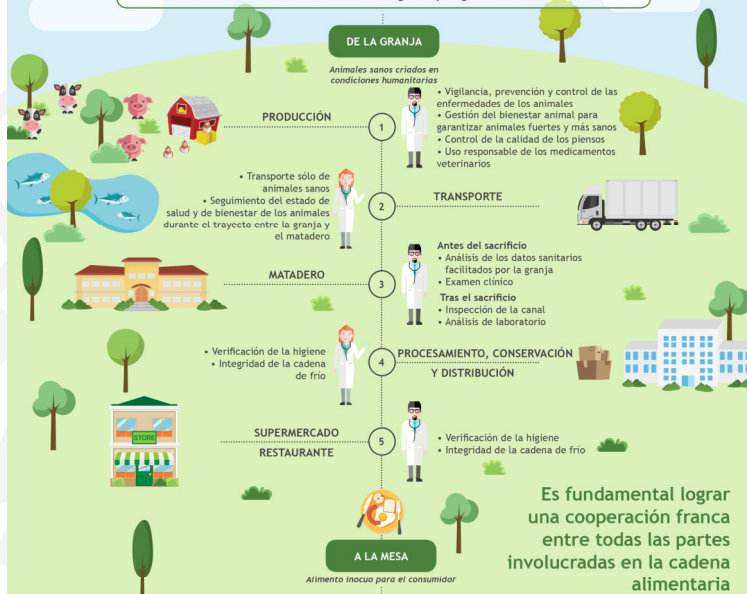 DE LA GRANJA
Animales sanos criados en
condiciones humanitarias
PRODUCCIÓN
1
• Vigilancia, prevención y control de las
enfermedades de los animales
• Gestión del bienestar animal para
garantizar animales fuertes y más sanos
• Control de la calidad de los piensos
• Uso responsable de los medicamentos
veterinarios
• Transporte sólo de
animales sanos
• Seguimiento del estado de
salud y de bienestar de los animales
durante el trayecto entre la granja y
el matadero
2
TRANSPORTE
MATADERO
3
Antes del sacrificio
• Análisis de los datos sanitarios
facilitados por la granja
• Examen clínico
Tras el sacrificio
• Inspección de la canal
• Análisis de laboratorio
• Verificación de la higiene
• Integridad de la cadena
de frío
4
PROCESAMIENTO, CONSERVACIÓN
Y DISTRIBUCIÓN
STORE
SUPERMERCADO
RESTAURANTE
5
• Verificación de la higiene
• Integridad de la cadena de frío
Es fundamental lograr
una cooperación franca
entre todas las partes
involucradas en la cadena
alimentaria
A LA MESA
Alimento inocuo para el consumidor